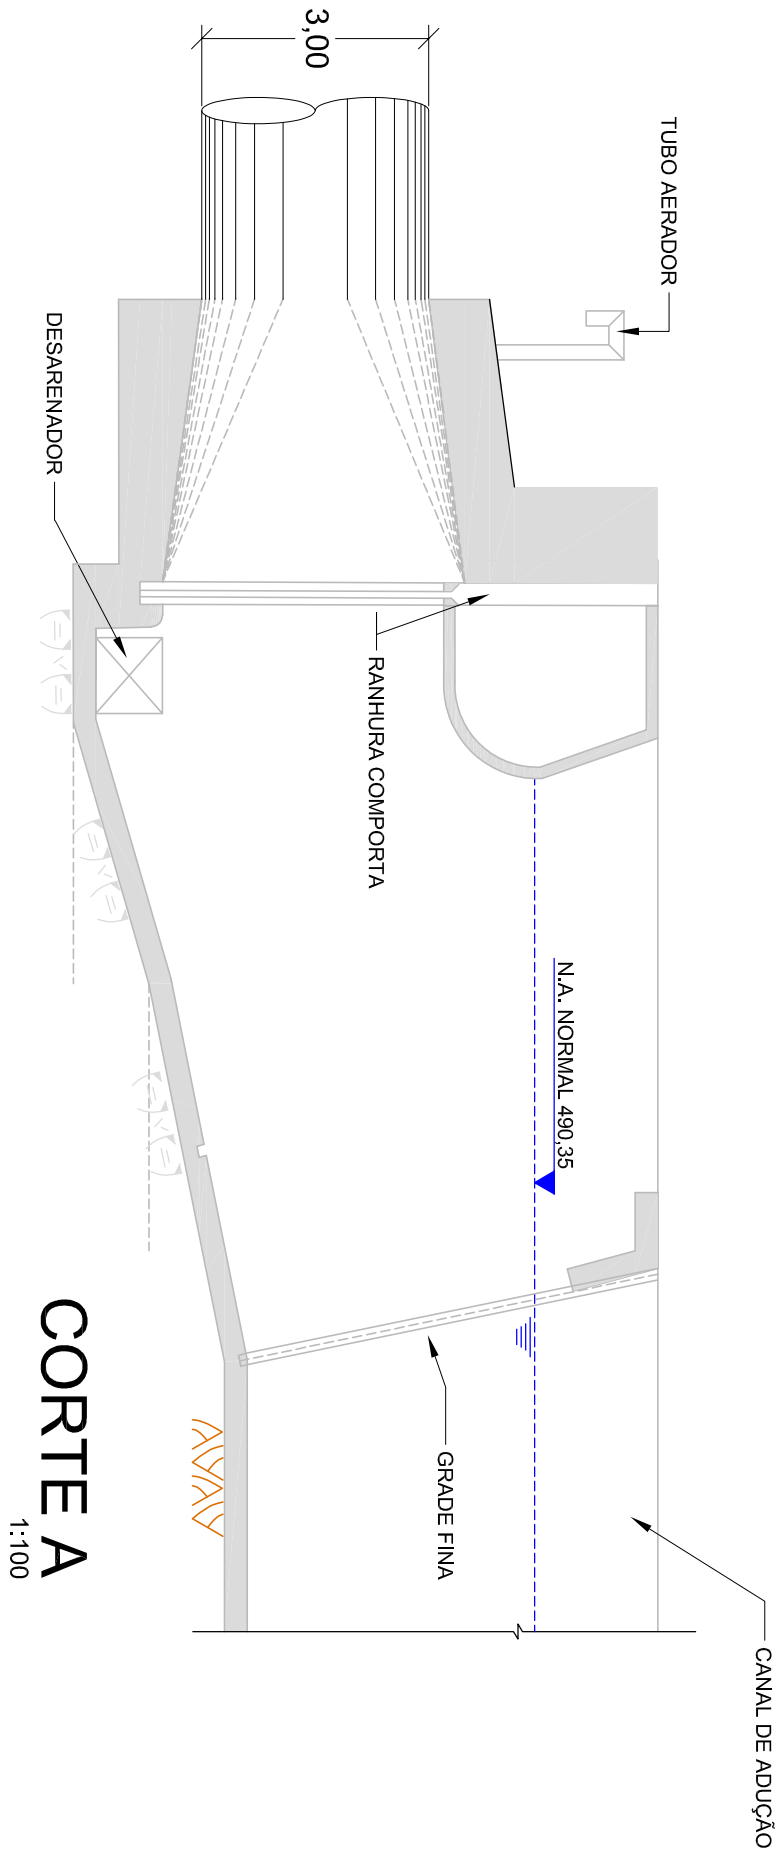 3,00
TUBO AERADOR
DESARENADOR
RANHURA COMPORTA
N.A. NORMAL 490,35
GRADE FINA
CANAL DE ADUÇÃO
CORTE A
1:100